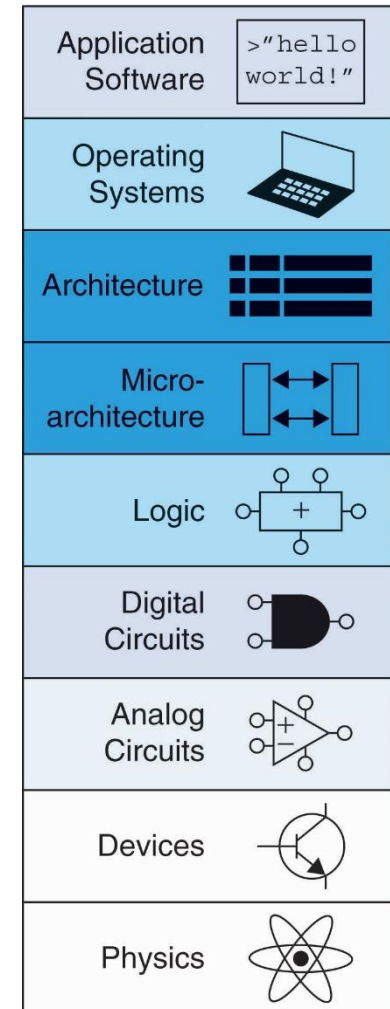 Application
Software
>"hello
world!"
Operating
Systems
Architecture
Micro-
architecture
Logic
+
Digital
Circuits
Analog
Circuits
+
−
Devices
Physics